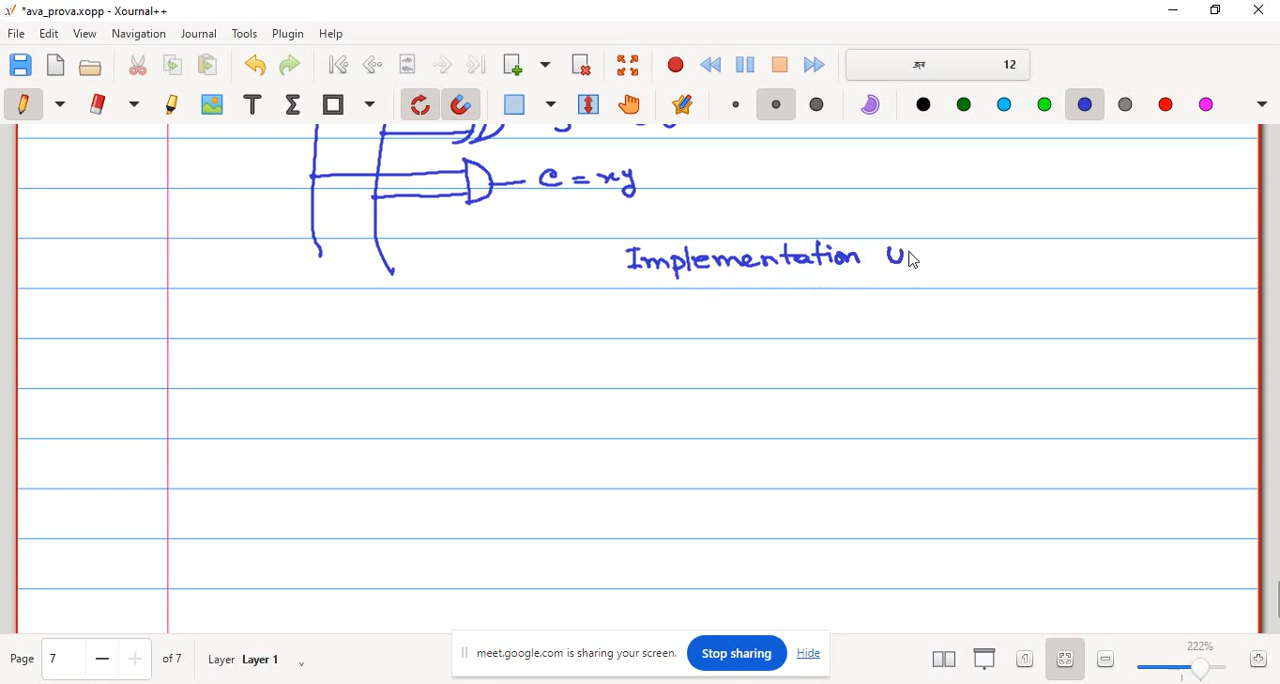 *ava_prova.xopp - Xournal++
File Edit View Navigation Journal Tools Plugin Help
12
C = xy
Implementation U
meet.google.com is sharing your screen. Stop sharing Hide
Page 7 of 7 Layer Layer 1
222%